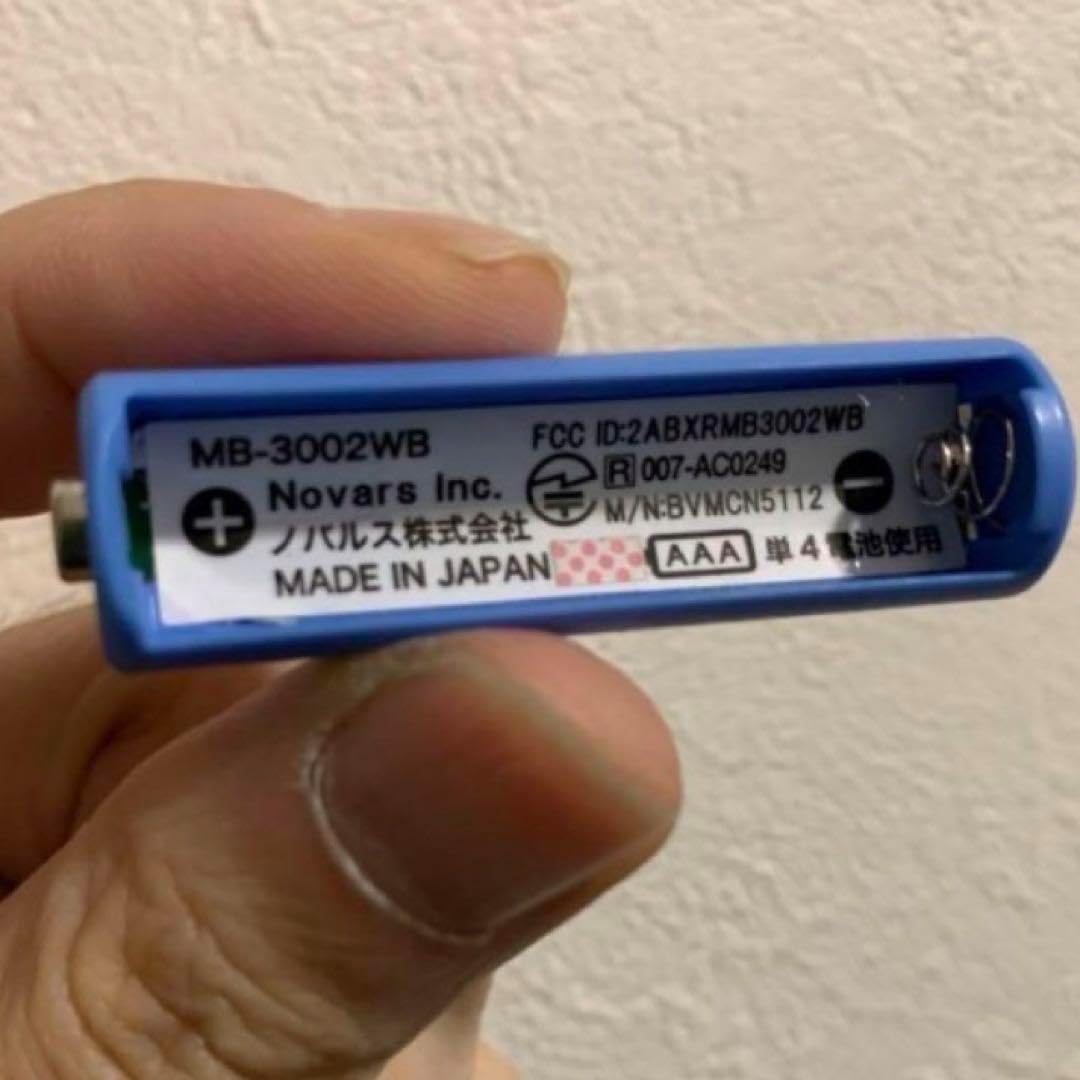 MB-3002WB
Novars Inc.
ノバルス株式会社
MADE IN JAPAN
FCC ID:2ABXRMB3002WB
R 007-AC0249
M/N:BVMCN5112
AAA 単4電池使用